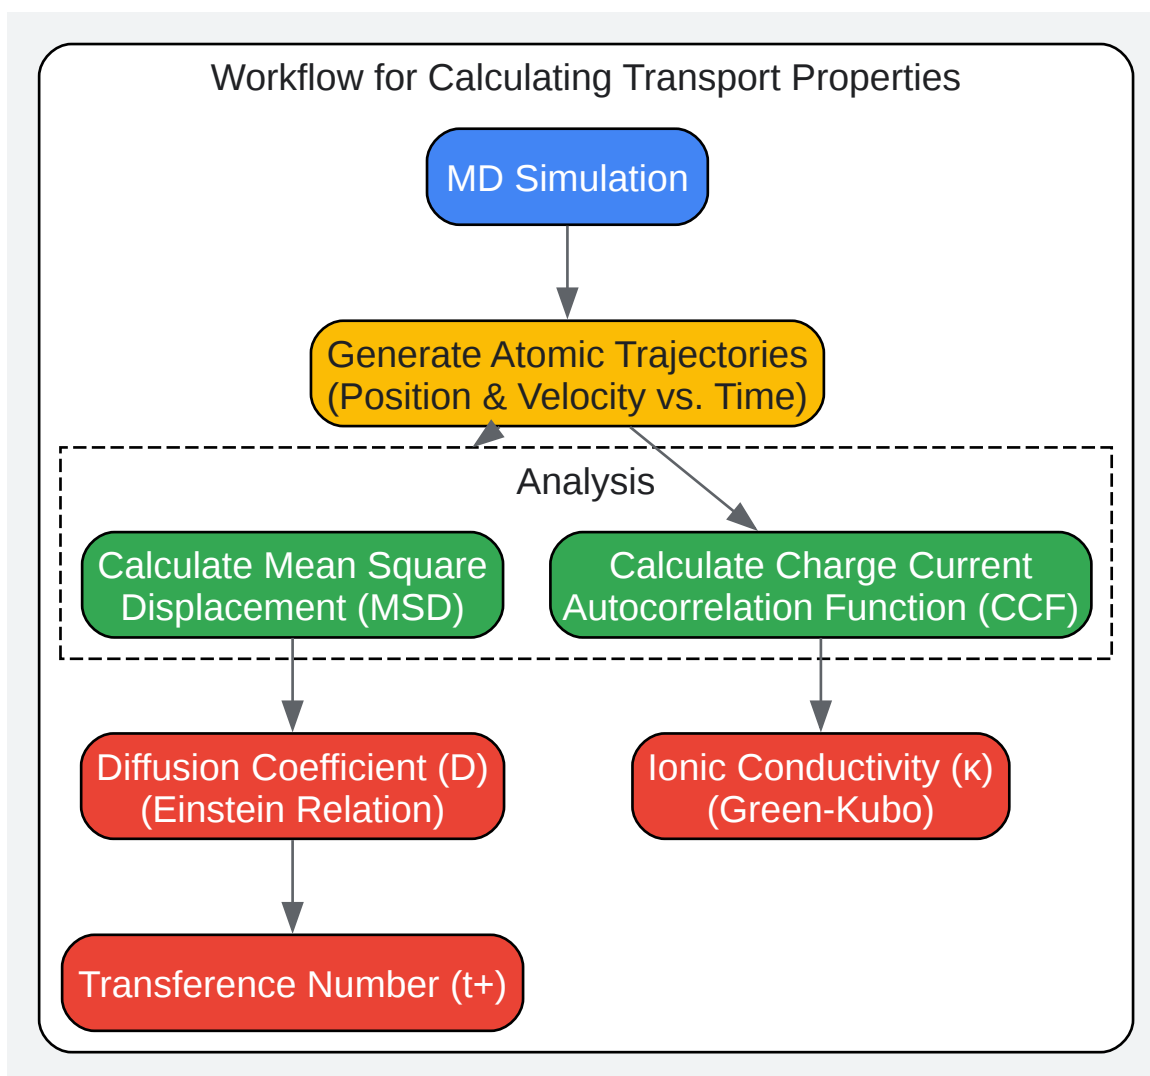 Workflow for Calculating Transport Properties
MD Simulation
Generate Atomic Trajectories
(Position & Velocity vs. Time)
Analysis
Calculate Mean Square
Displacement (MSD)
Calculate Charge Current
Autocorrelation Function (CCF)
Diffusion Coefficient (D)
(Einstein Relation)
Ionic Conductivity (κ)
(Green-Kubo)
Transference Number (t+)